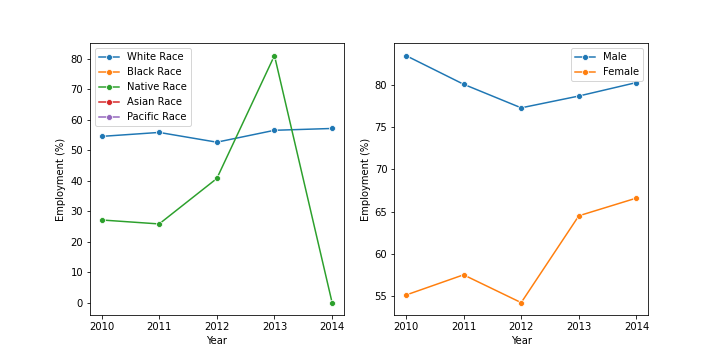 White Race
Black Race
Native Race
Asian Race
Pacific Race
Employment (%)
80
70
60
50
40
30
20
10
0
2010 2011 2012 2013 2014
Year
Male
Female
Employment (%)
80
75
70
65
60
55
2010 2011 2012 2013 2014
Year